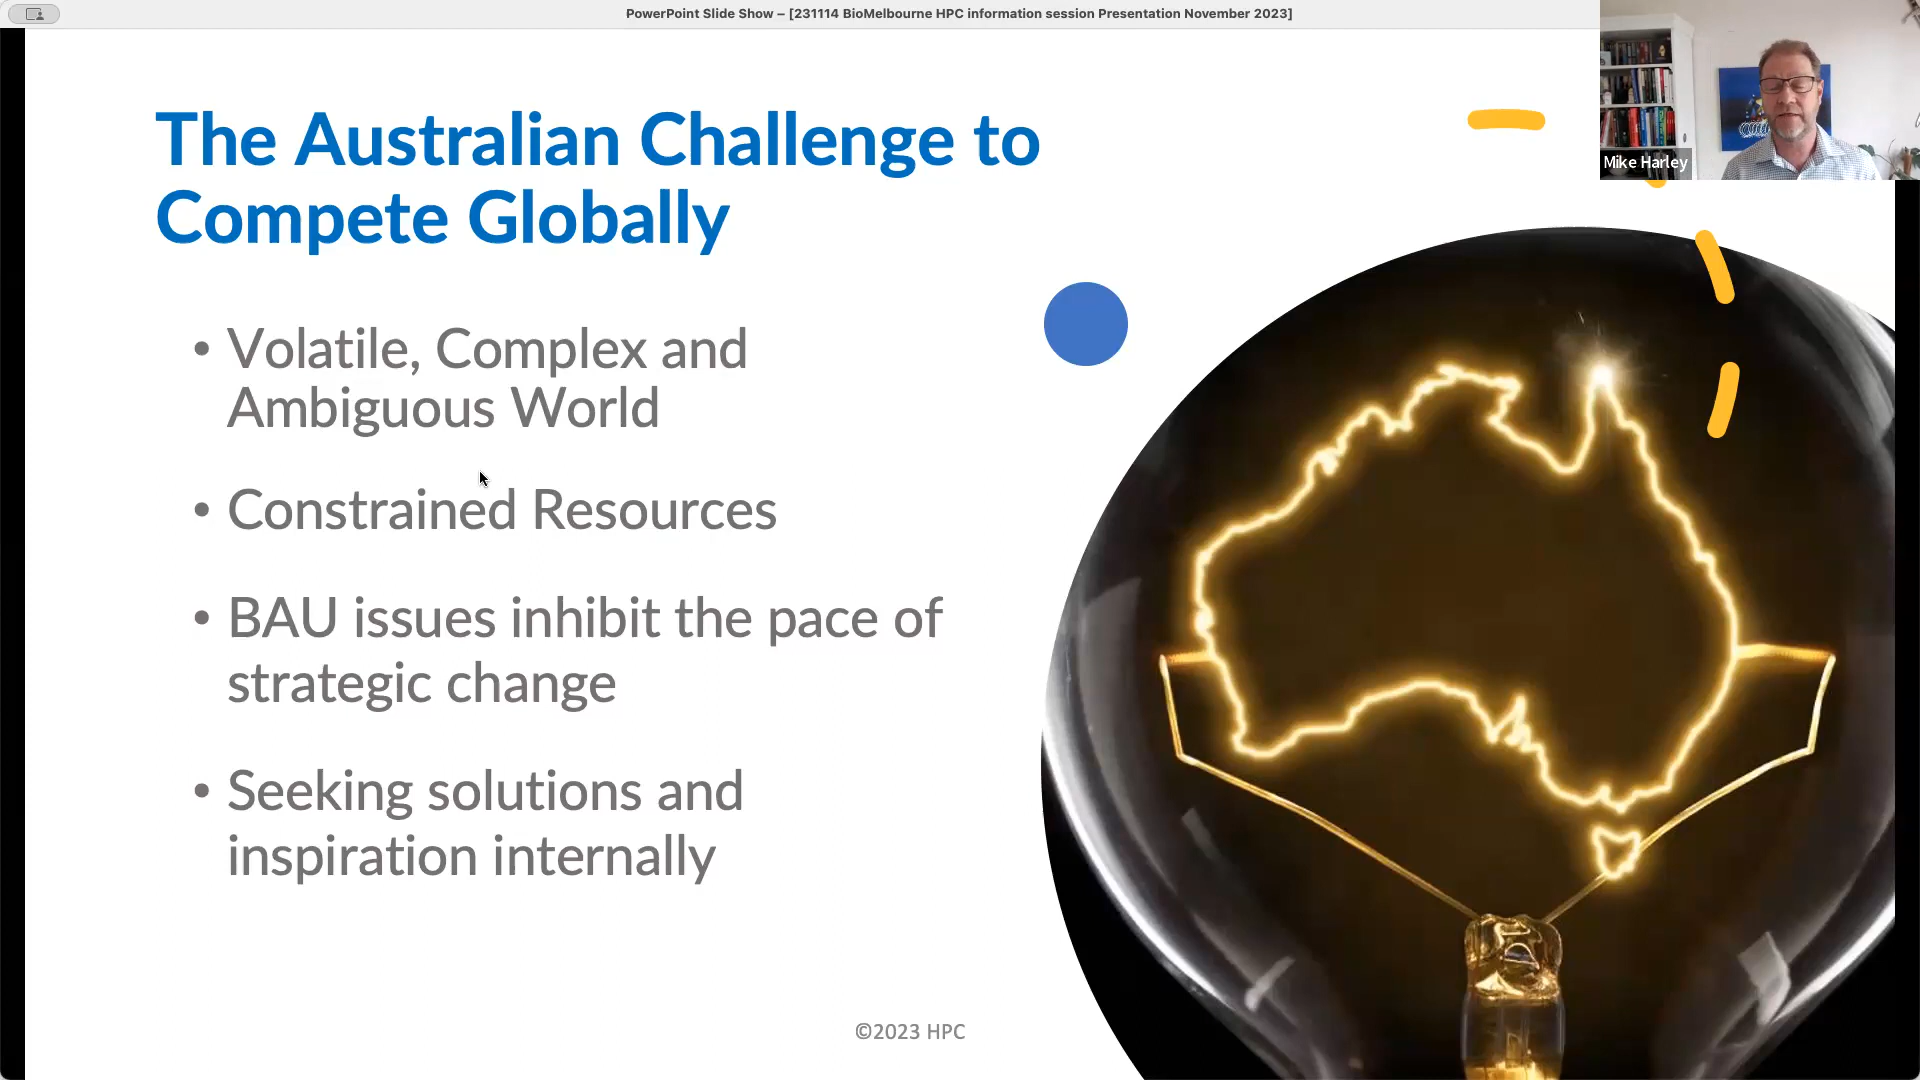 PowerPoint Slide Show – [231114 BioMelbourne HPC information session Presentation November 2023]
Mike Harley
The Australian Challenge to
Compete Globally
• Volatile, Complex and
Ambiguous World
• Constrained Resources
• BAU issues inhibit the pace of
strategic change
• Seeking solutions and
inspiration internally
©2023 HPC